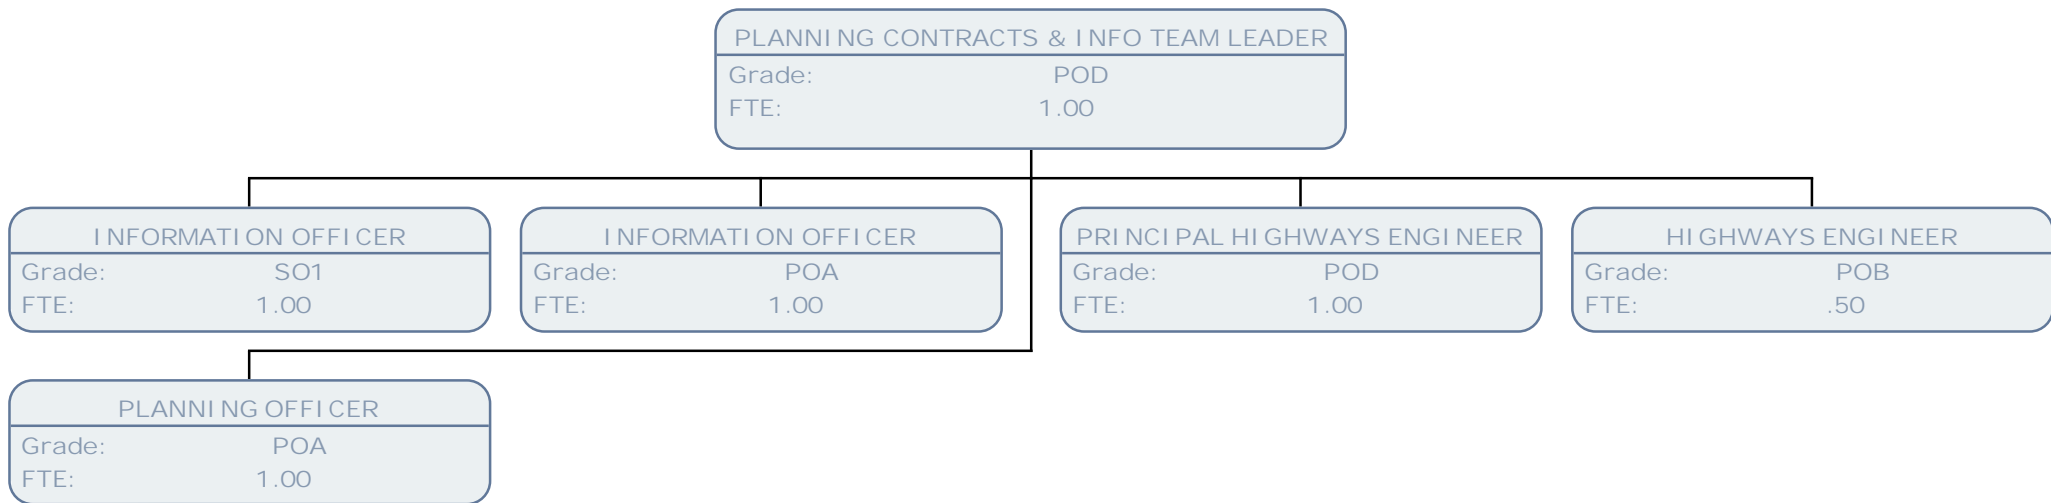 PLANNING CONTRACTS & INFO TEAM LEADER
Grade: POD
FTE: 1.00
INFORMATION OFFICER
Grade: SO1
FTE: 1.00
INFORMATION OFFICER
Grade: POA
FTE: 1.00
PRINCIPAL HIGHWAYS ENGINEER
Grade: POD
FTE: 1.00
HIGHWAYS ENGINEER
Grade: POB
FTE: .50
PLANNING OFFICER
Grade: POA
FTE: 1.00